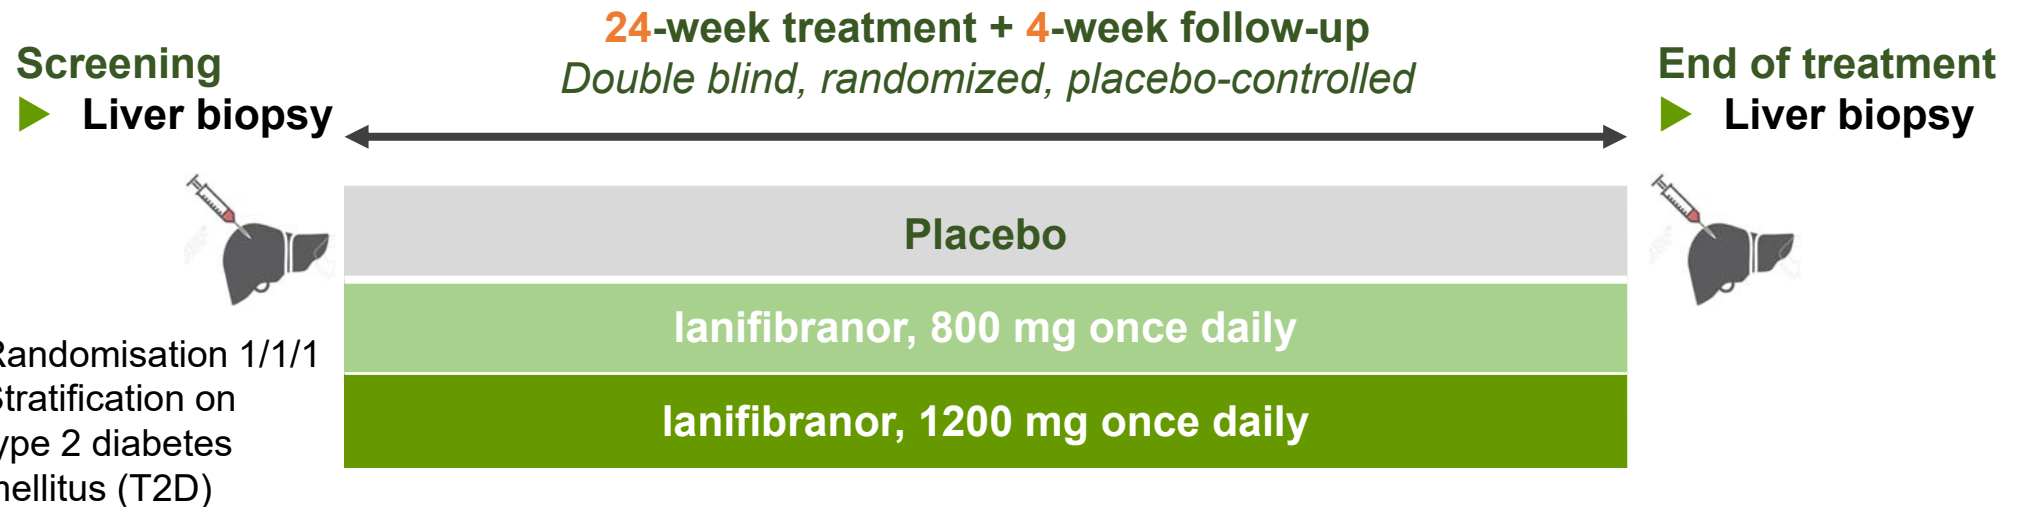 24-week treatment + 4-week follow-up
Double blind, randomized, placebo-controlled
Screening
▶ Liver biopsy
End of treatment
▶ Liver biopsy
Placebo
lanifibranor, 800 mg once daily
lanifibranor, 1200 mg once daily
andomisation 1/1/1
tratification on
ype 2 diabetes
ellitus (T2D)